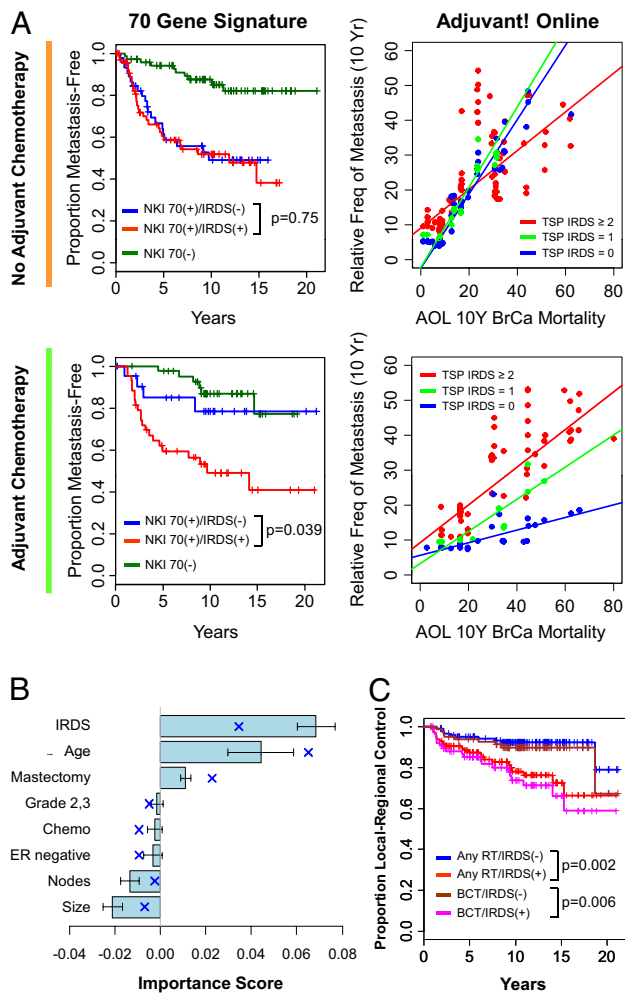 A
70 Gene Signature
Adjuvant! Online
No Adjuvant Chemotherapy
Proportion Metastasis-Free
1.0
0.8
0.6
0.4
0.2
0.0
NKI 70(+)/IRDS(-)
NKI 70(+)/IRDS(+)
p=0.75
NKI 70(-)
0 5 10 15 20
Years
Relative Freq of Metastasis (10 Yr)
60
50
40
30
20
10
0
TSP IRDS ≥ 2
TSP IRDS = 1
TSP IRDS = 0
0 20 40 60 80
AOL 10Y BrCa Mortality
Adjuvant Chemotherapy
Proportion Metastasis-Free
1.0
0.8
0.6
0.4
0.2
0.0
NKI 70(+)/IRDS(-)
NKI 70(+)/IRDS(+)
p=0.039
NKI 70(-)
0 5 10 15 20
Years
Relative Freq of Metastasis (10 Yr)
60
50
40
30
20
10
0
TSP IRDS ≥ 2
TSP IRDS = 1
TSP IRDS = 0
0 20 40 60 80
AOL 10Y BrCa Mortality
B
IRDS
Age
Mastectomy
Grade 2,3
Chemo
ER negative
Nodes
Size
-0.04 -0.02 0.00 0.02 0.04 0.06 0.08
Importance Score
C
Proportion Local-Regional Control
1.0
0.8
0.6
0.4
0.2
0.0
Any RT/IRDS(-)
Any RT/IRDS(+)
p=0.002
BCT/IRDS(-)
BCT/IRDS(+)
p=0.006
0 5 10 15 20
Years